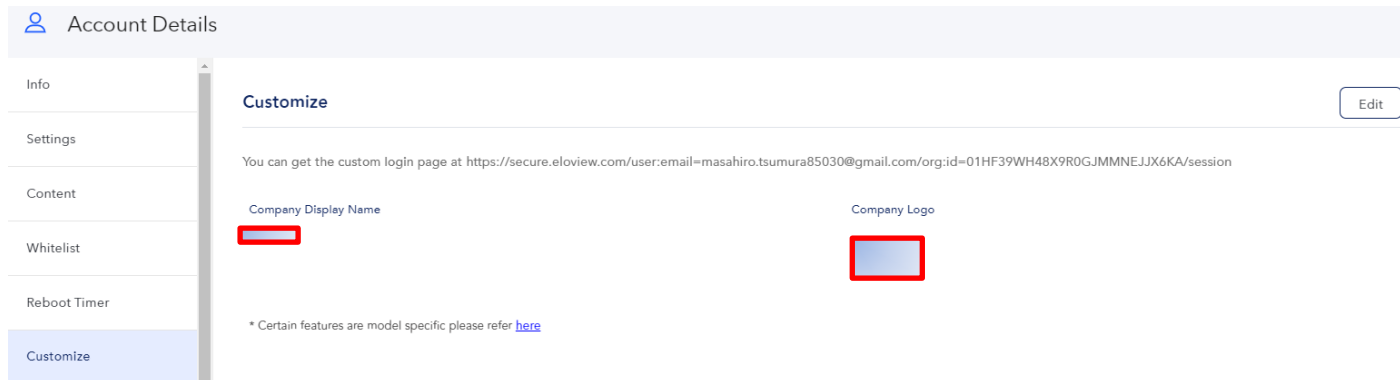 Account Details
Info
Settings
Content
Whitelist
Reboot Timer
Customize
Customize
Edit
You can get the custom login page at https://secure.eloview.com/user:email=masahiro.tsumura85030@gmail.com/org:id=01HF39WH48X9R0GJMMNEJJX6KA/session
Company Display Name
Company Logo
* Certain features are model specific please refer here